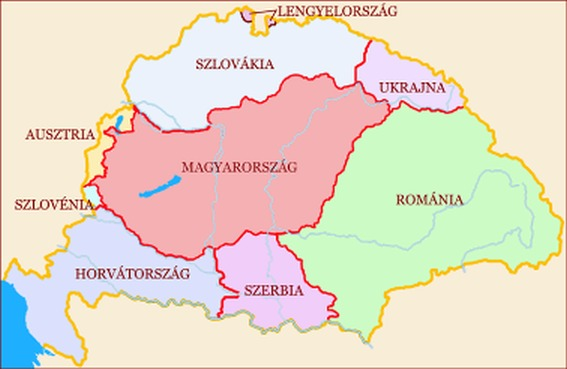 LENGYELORSZÁG
SZLOVÁKIA
UKRAJNA
AUSZTRIA
MAGYARORSZÁG
ROMÁNIA
SZLOVÉNIA
HORVÁTORSZÁG
SZERBIA